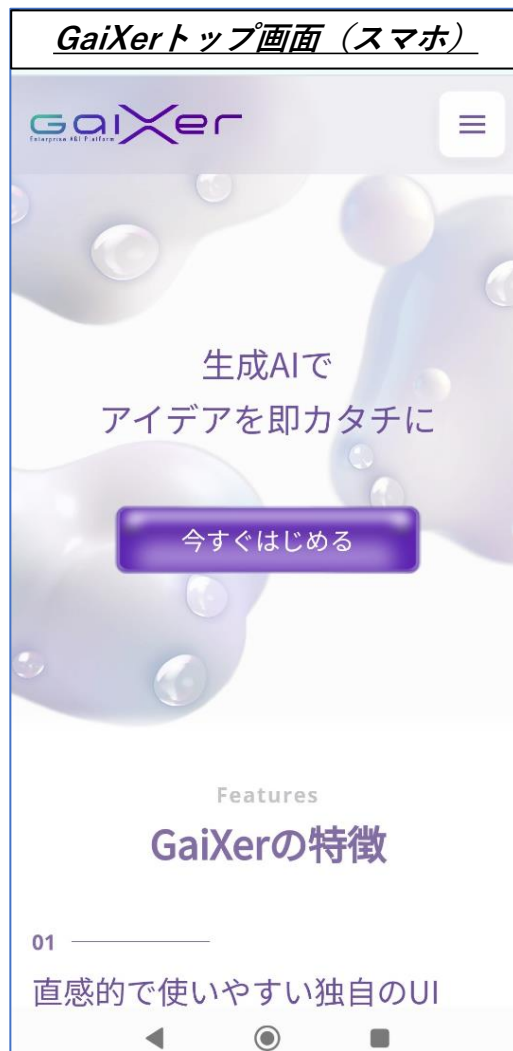 GaiXerトップ画面（スマホ）
GaiXer
Enterprise AGI Platform
生成AIで
アイデアを即カタチに
今すぐはじめる
Features
GaiXerの特徴
01
直感的で使いやすい独自のUI